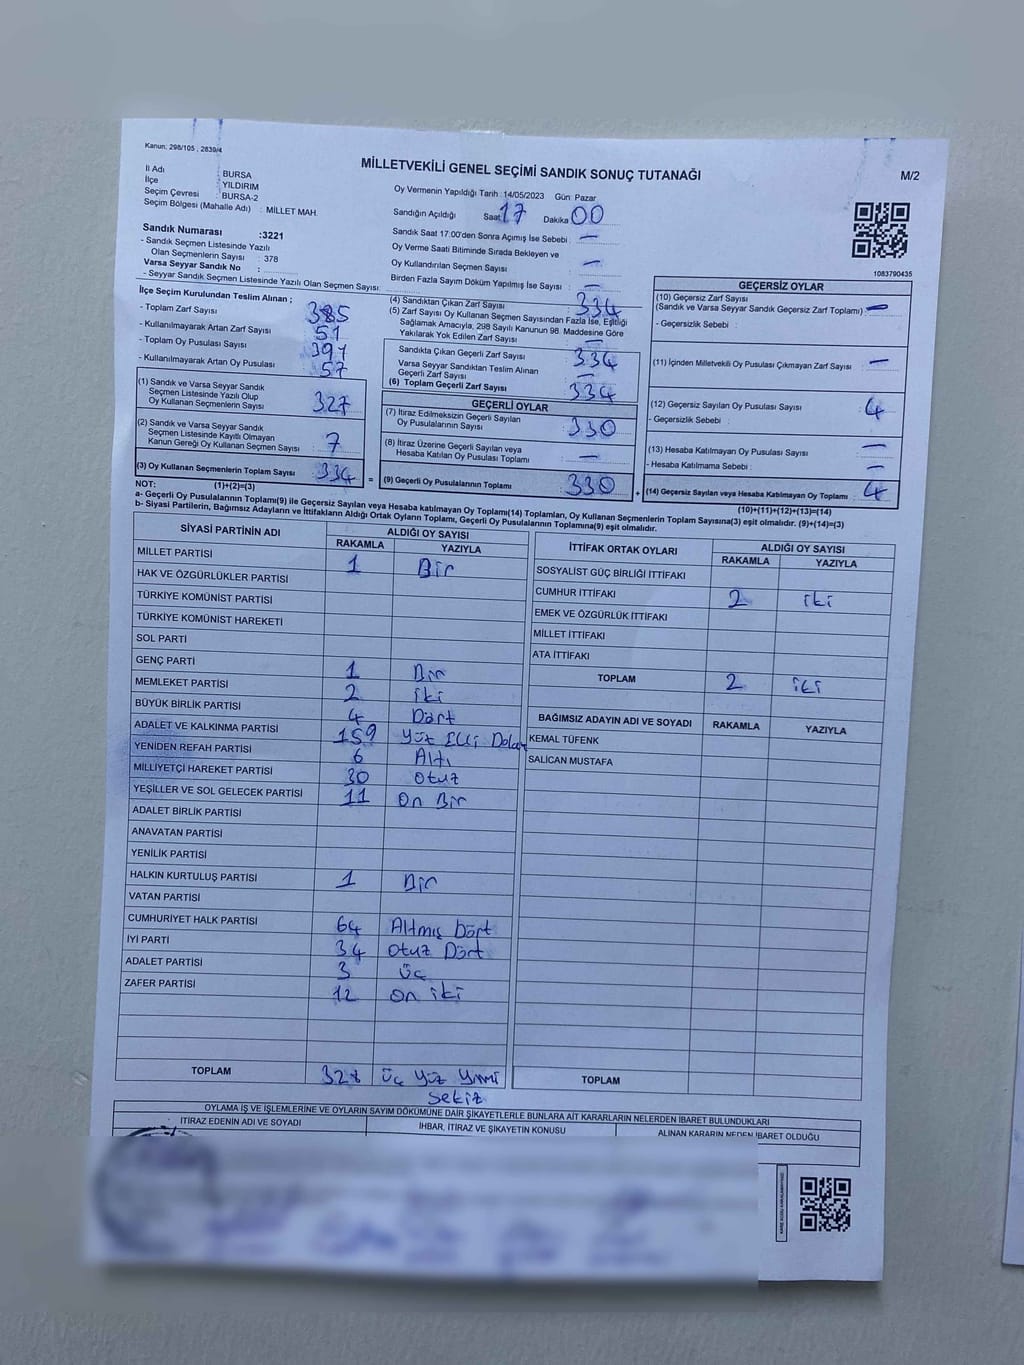 Kanun: 298/105 , 2839/4
MİLLETVEKİLİ GENEL SEÇİMİ SANDIK SONUÇ TUTANAĞI
M/2
İl Adı : BURSA
İlçe : YILDIRIM
Seçim Çevresi : BURSA-2
Seçim Bölgesi (Mahalle Adı) : MİLLET MAH.
Oy Vermenin Yapıldığı Tarih : 14/05/2023 Gün: Pazar
Sandığın Açıldığı Saat 17 Dakika 00
Sandık Saat 17:00'den Sonra Açımış İse Sebebi : —
Oy Verme Saati Bitiminde Sırada Bekleyen ve
Oy Kullandırılan Seçmen Sayısı : —
Birden Fazla Sayım Döküm Yapılmış İse Sayısı : —
1083790435
Sandık Numarası :3221
- Sandık Seçmen Listesinde Yazılı
Olan Seçmenlerin Sayısı : 378
Varsa Seyyar Sandık No :
- Seyyar Sandık Seçmen Listesinde Yazılı Olan Seçmen Sayısı:
İlçe Seçim Kurulundan Teslim Alınan ;
- Toplam Zarf Sayısı : 385
- Kullanılmayarak Artan Zarf Sayısı : 51
- Toplam Oy Pusulası Sayısı : 391
- Kullanılmayarak Artan Oy Pusulası : 57
(1) Sandık ve Varsa Seyyar Sandık
Seçmen Listesinde Yazılı Olup
Oy Kullanan Seçmenlerin Sayısı : 327
(2) Sandık ve Varsa Seyyar Sandık
Seçmen Listesinde Kayıtlı Olmayan
Kanun Gereği Oy Kullanan Seçmen Sayısı : 7
(3) Oy Kullanan Seçmenlerin Toplam Sayısı : 334
(1)+(2)=(3)
(4) Sandıktan Çıkan Zarf Sayısı : 334
(5) Zarf Sayısı Oy Kullanan Seçmen Sayısından Fazla İse, Eşitliği
Sağlamak Amacıyla, 298 Sayılı Kanunun 98. Maddesine Göre
Yakılarak Yok Edilen Zarf Sayısı : —
Sandıkta Çıkan Geçerli Zarf Sayısı : 334
Varsa Seyyar Sandıktan Teslim Alınan
Geçerli Zarf Sayısı : —
(6) Toplam Geçerli Zarf Sayısı : 334
GEÇERLİ OYLAR
(7) İtiraz Edilmeksizin Geçerli Sayılan
Oy Pusulalarının Sayısı : 330
(8) İtiraz Üzerine Geçerli Sayılan veya
Hesaba Katılan Oy Pusulası Toplamı : —
= (9) Geçerli Oy Pusulalarının Toplamı : 330
GEÇERSİZ OYLAR
(10) Geçersiz Zarf Sayısı
(Sandık ve Varsa Seyyar Sandık Geçersiz Zarf Toplamı) : —
- Geçersizlik Sebebi :
(11) İçinden Milletvekili Oy Pusulası Çıkmayan Zarf Sayısı : —
(12) Geçersiz Sayılan Oy Pusulası Sayısı : 4
- Geçersizlik Sebebi :
(13) Hesaba Katılmayan Oy Pusulası Sayısı : —
- Hesaba Katılmama Sebebi : —
+ (14) Geçersiz Sayılan veya Hesaba Katılmayan Oy Toplamı : 4
(10)+(11)+(12)+(13)=(14)
NOT:
a- Geçerli Oy Pusulalarının Toplamı(9) ile Geçersiz Sayılan veya Hesaba katılmayan Oy Toplamı(14) Toplamları, Oy Kullanan Seçmenlerin Toplam Sayısına(3) eşit olmalıdır. (9)+(14)=(3)
b- Siyasi Partilerin, Bağımsız Adayların ve İttifakların Aldığı Ortak Oyların Toplamı, Geçerli Oy Pusulalarının Toplamına(9) eşit olmalıdır.
SİYASİ PARTİNİN ADI ALDIĞI OY SAYISI
RAKAMLA YAZIYLA
MİLLET PARTİSİ 1 Bir
HAK VE ÖZGÜRLÜKLER PARTİSİ
TÜRKİYE KOMÜNİST PARTİSİ
TÜRKİYE KOMÜNİST HAREKETİ
SOL PARTİ
GENÇ PARTİ 1 Bir
MEMLEKET PARTİSİ 2 iki
BÜYÜK BİRLİK PARTİSİ 4 Dört
ADALET VE KALKINMA PARTİSİ 159 Yüz Elli Dokuz
YENİDEN REFAH PARTİSİ 6 Altı
MİLLİYETÇİ HAREKET PARTİSİ 30 otuz
YEŞİLLER VE SOL GELECEK PARTİSİ 11 On Bir
ADALET BİRLİK PARTİSİ
ANAVATAN PARTİSİ
YENİLİK PARTİSİ
HALKIN KURTULUŞ PARTİSİ 1 Bir
VATAN PARTİSİ
CUMHURİYET HALK PARTİSİ 64 Altmış Dört
İYİ PARTİ 34 otuz Dört
ADALET PARTİSİ 3 üç
ZAFER PARTİSİ 12 on iki
TOPLAM 328 üç Yüz Yirmi
Sekiz
İTTİFAK ORTAK OYLARI ALDIĞI OY SAYISI
RAKAMLA YAZIYLA
SOSYALİST GÜÇ BİRLİĞİ İTTİFAKI
CUMHUR İTTİFAKI 2 iki
EMEK VE ÖZGÜRLÜK İTTİFAKI
MİLLET İTTİFAKI
ATA İTTİFAKI
TOPLAM 2 iki
BAĞIMSIZ ADAYIN ADI VE SOYADI RAKAMLA YAZIYLA
KEMAL TÜFENK
SALİCAN MUSTAFA
TOPLAM
OYLAMA İŞ VE İŞLEMLERİNE VE OYLARIN SAYIM DÖKÜMÜNE DAİR ŞİKAYETLERLE BUNLARA AİT KARARLARIN NELERDEN İBARET BULUNDUKLARI
İTİRAZ EDENİN ADI VE SOYADI İHBAR, İTİRAZ VE ŞİKAYETİN KONUSU ALINAN KARARIN NEDEN İBARET OLDUĞU